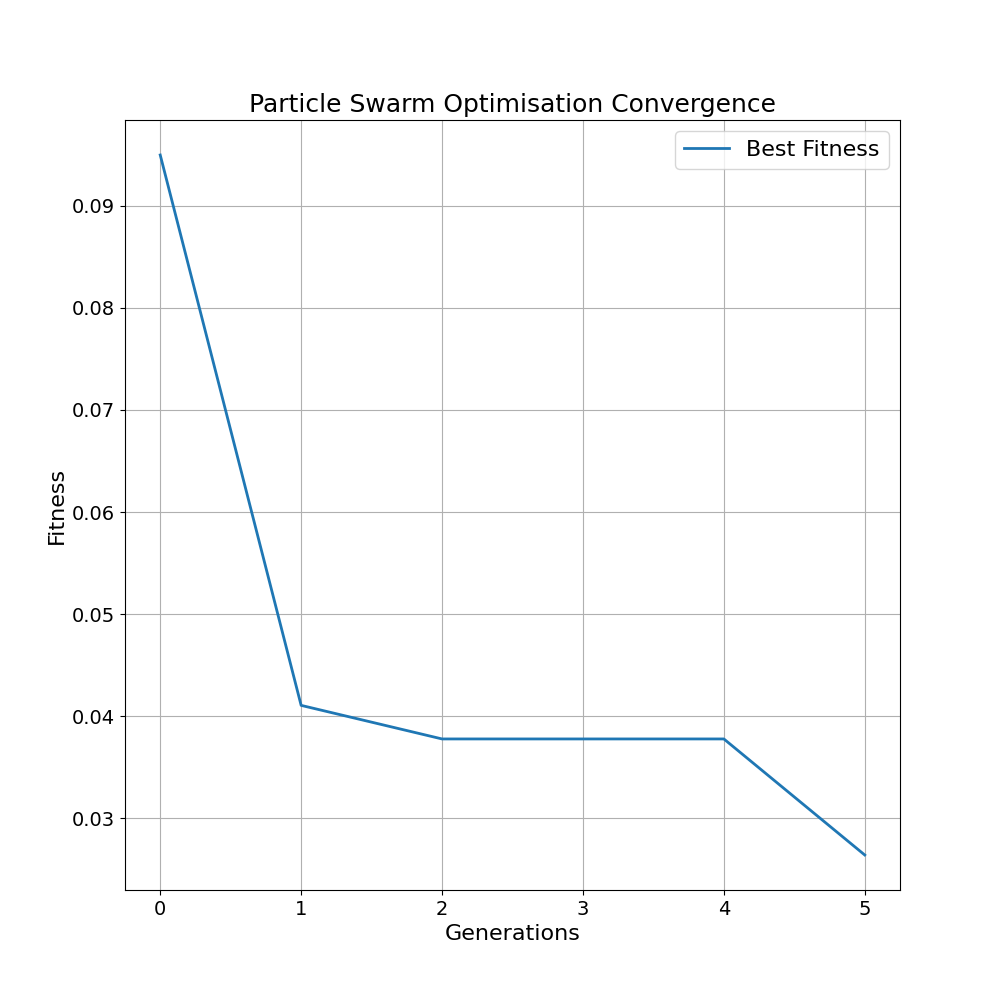 Particle Swarm Optimisation Convergence
Best Fitness
0.09
0.08
0.07
0.06
0.05
0.04
0.03
Fitness
0 1 2 3 4 5
Generations